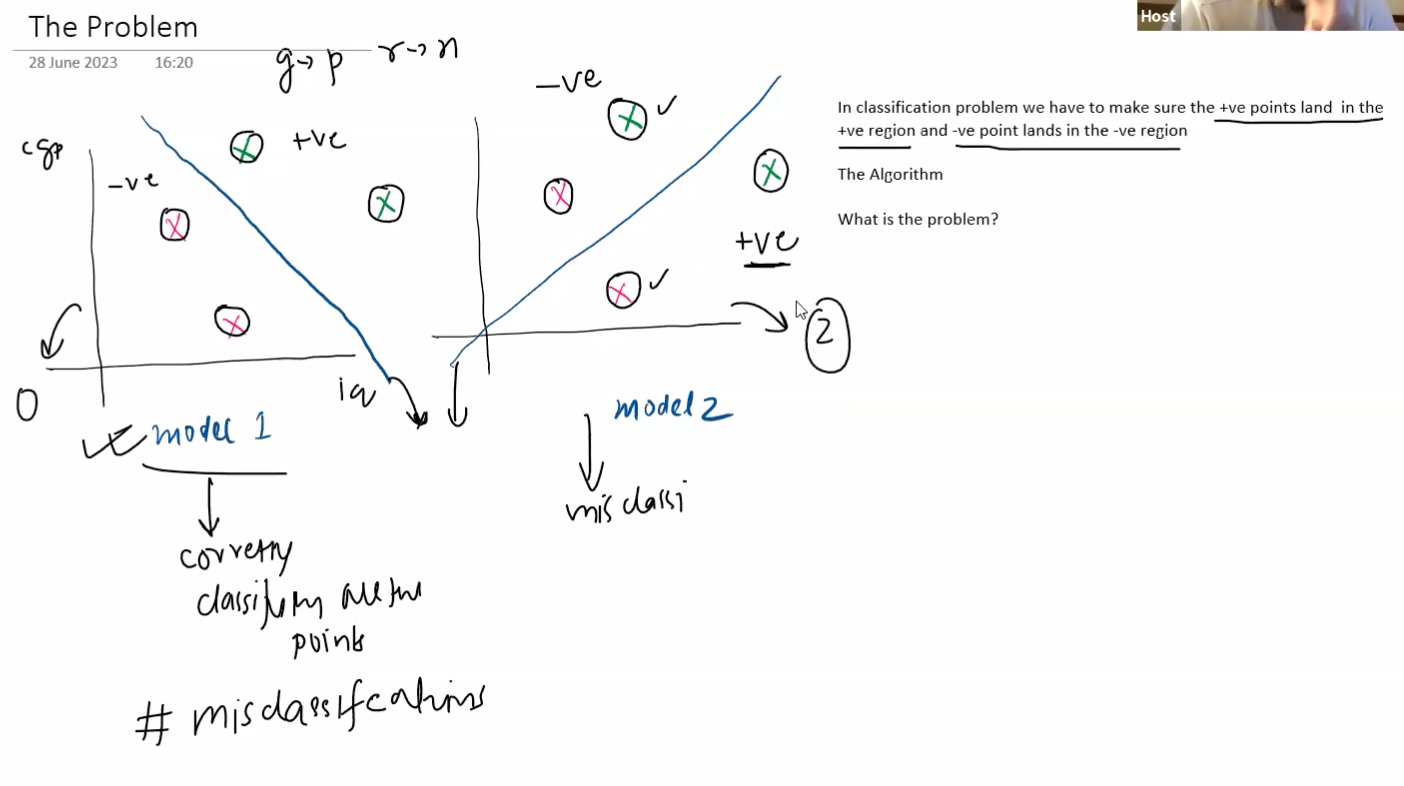 Host
The Problem
28 June 2023 16:20
g→p r→n
-ve
+ve
cgp
-ve
In classification problem we have to make sure the +ve points land in the
+ve region and -ve point lands in the -ve region
The Algorithm
What is the problem?
+ve
2
0
iq
model 1
model 2
misclassi
correctly
classifying all the
points
# misclassifications